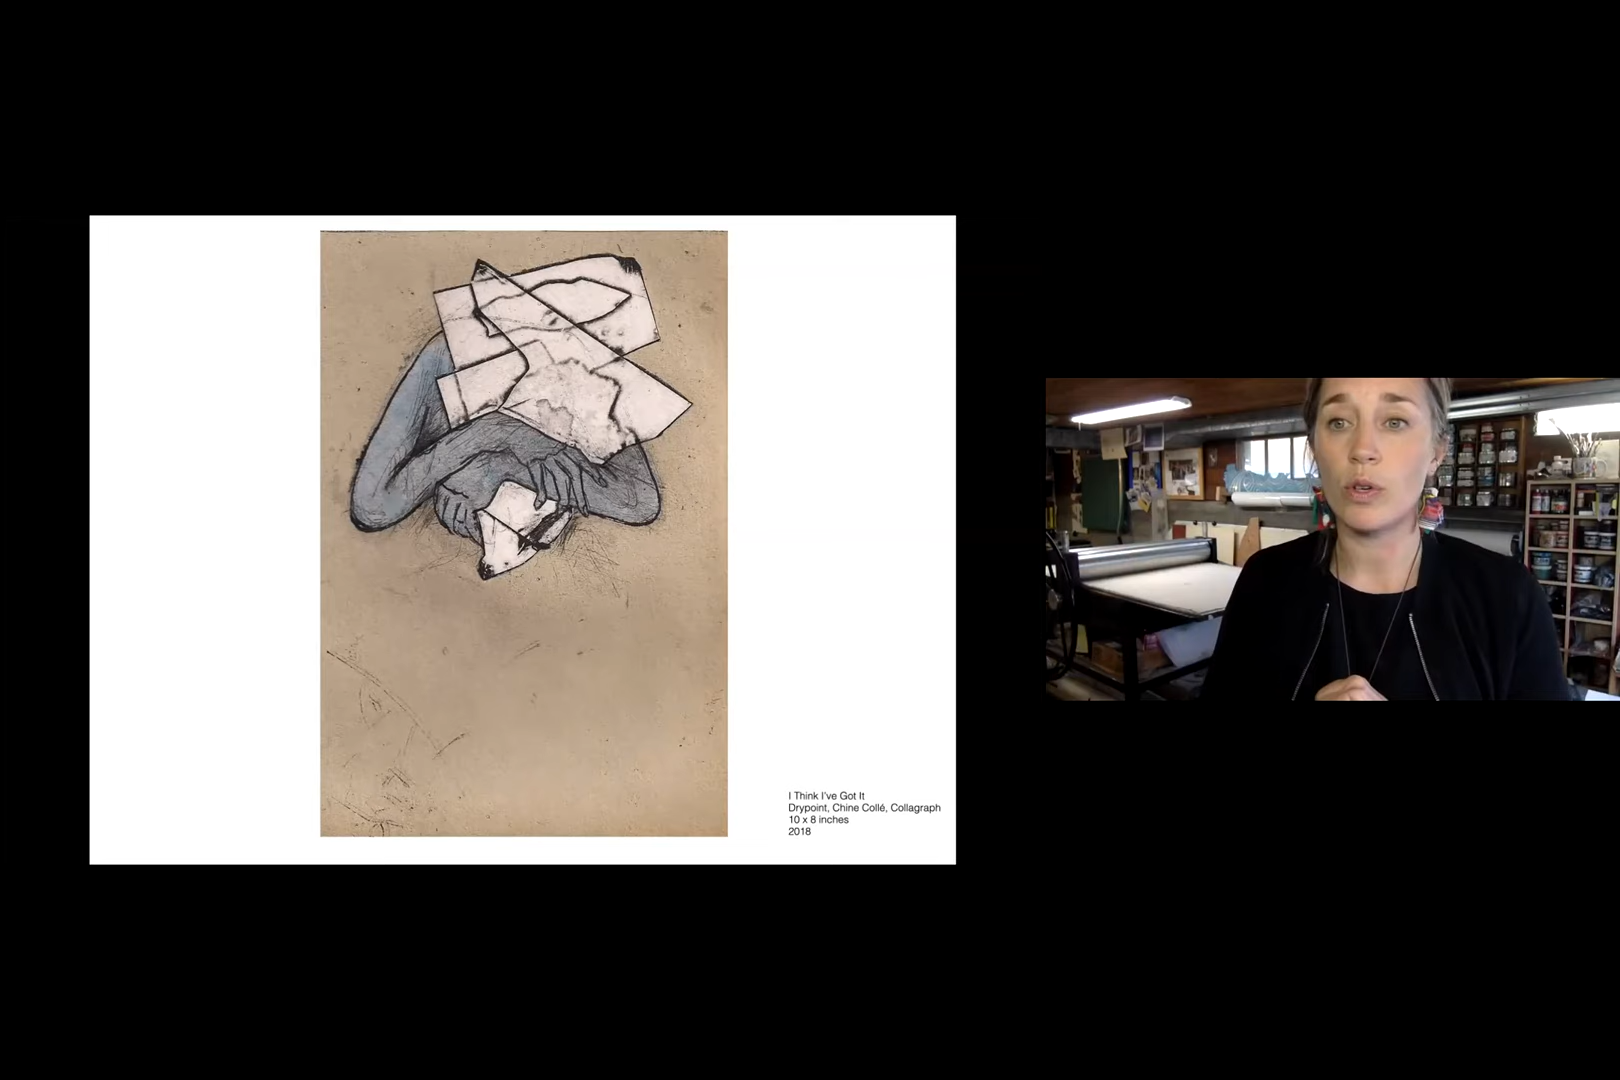 I Think I've Got It
Drypoint, Chine Collé, Collagraph
10 x 8 inches
2018